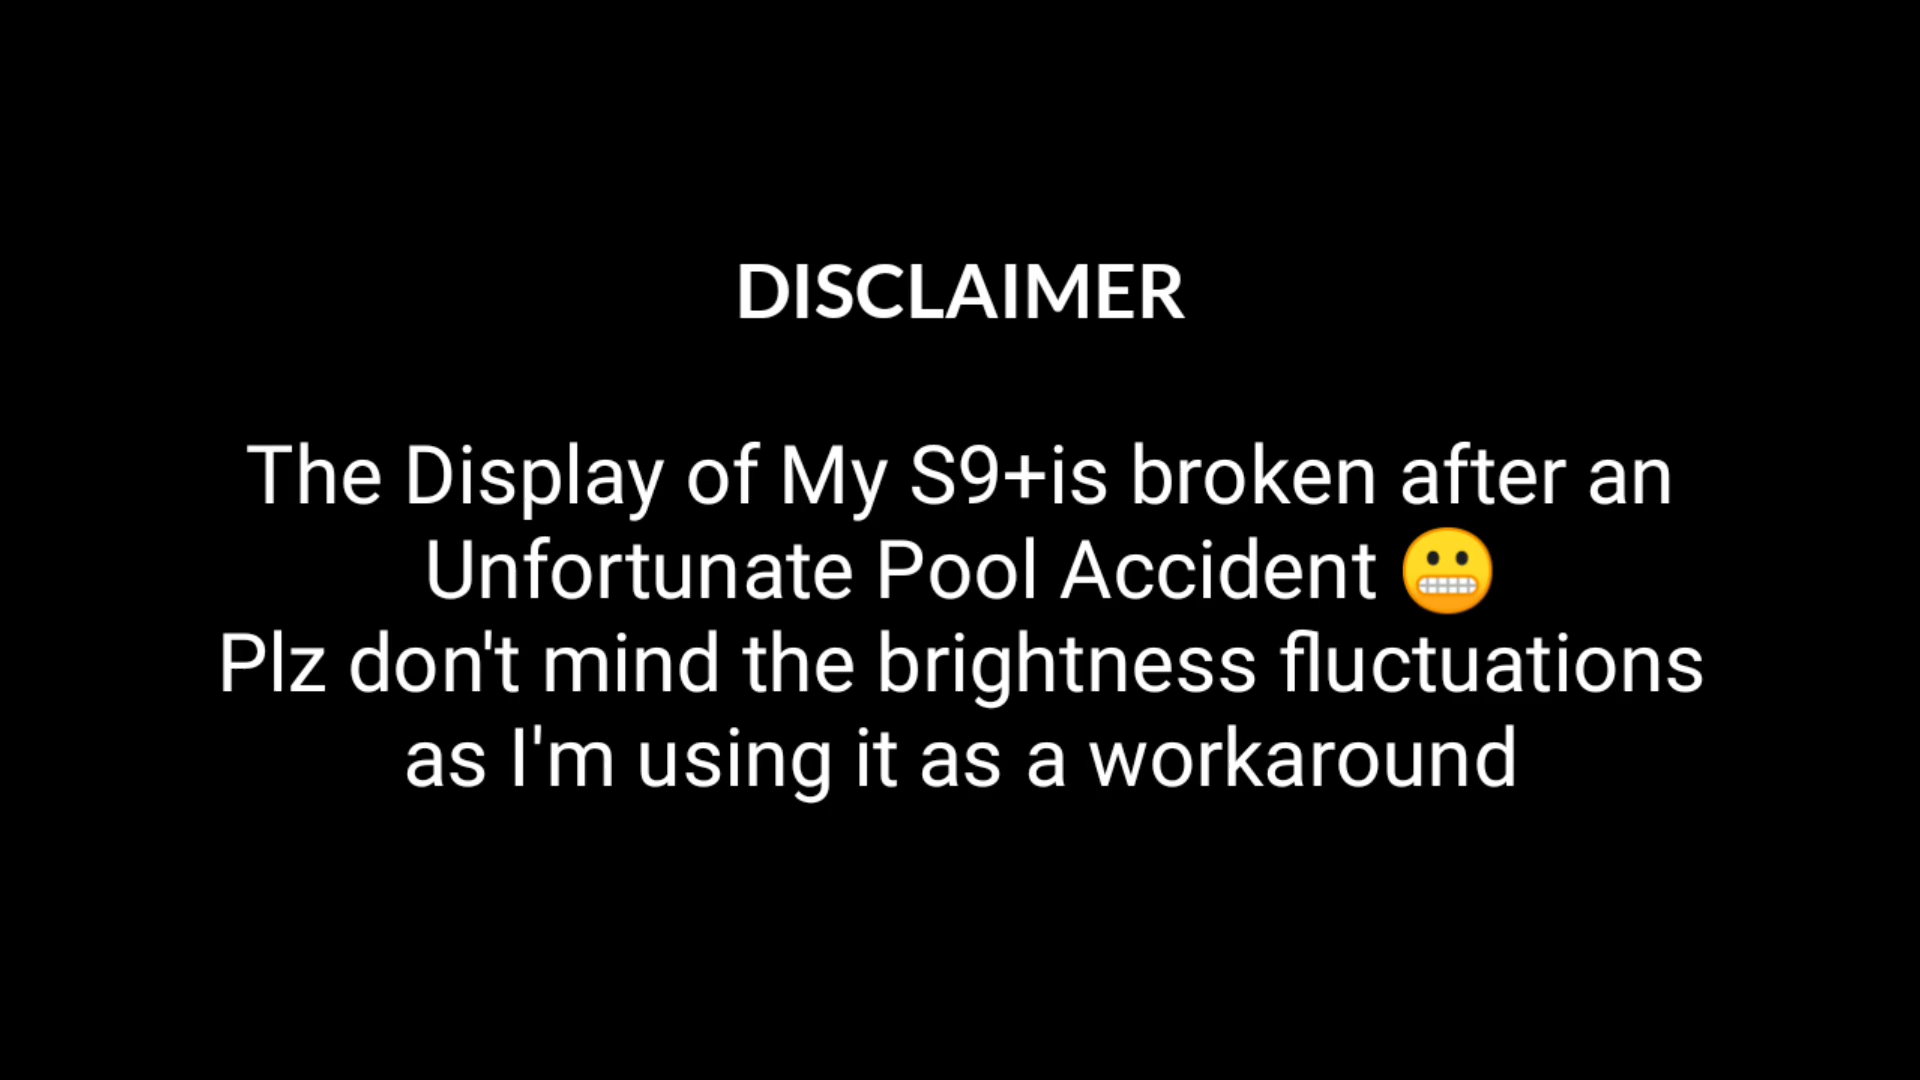 DISCLAIMER
The Display of My S9+is broken after an
Unfortunate Pool Accident 😬
Plz don't mind the brightness fluctuations
as I'm using it as a workaround